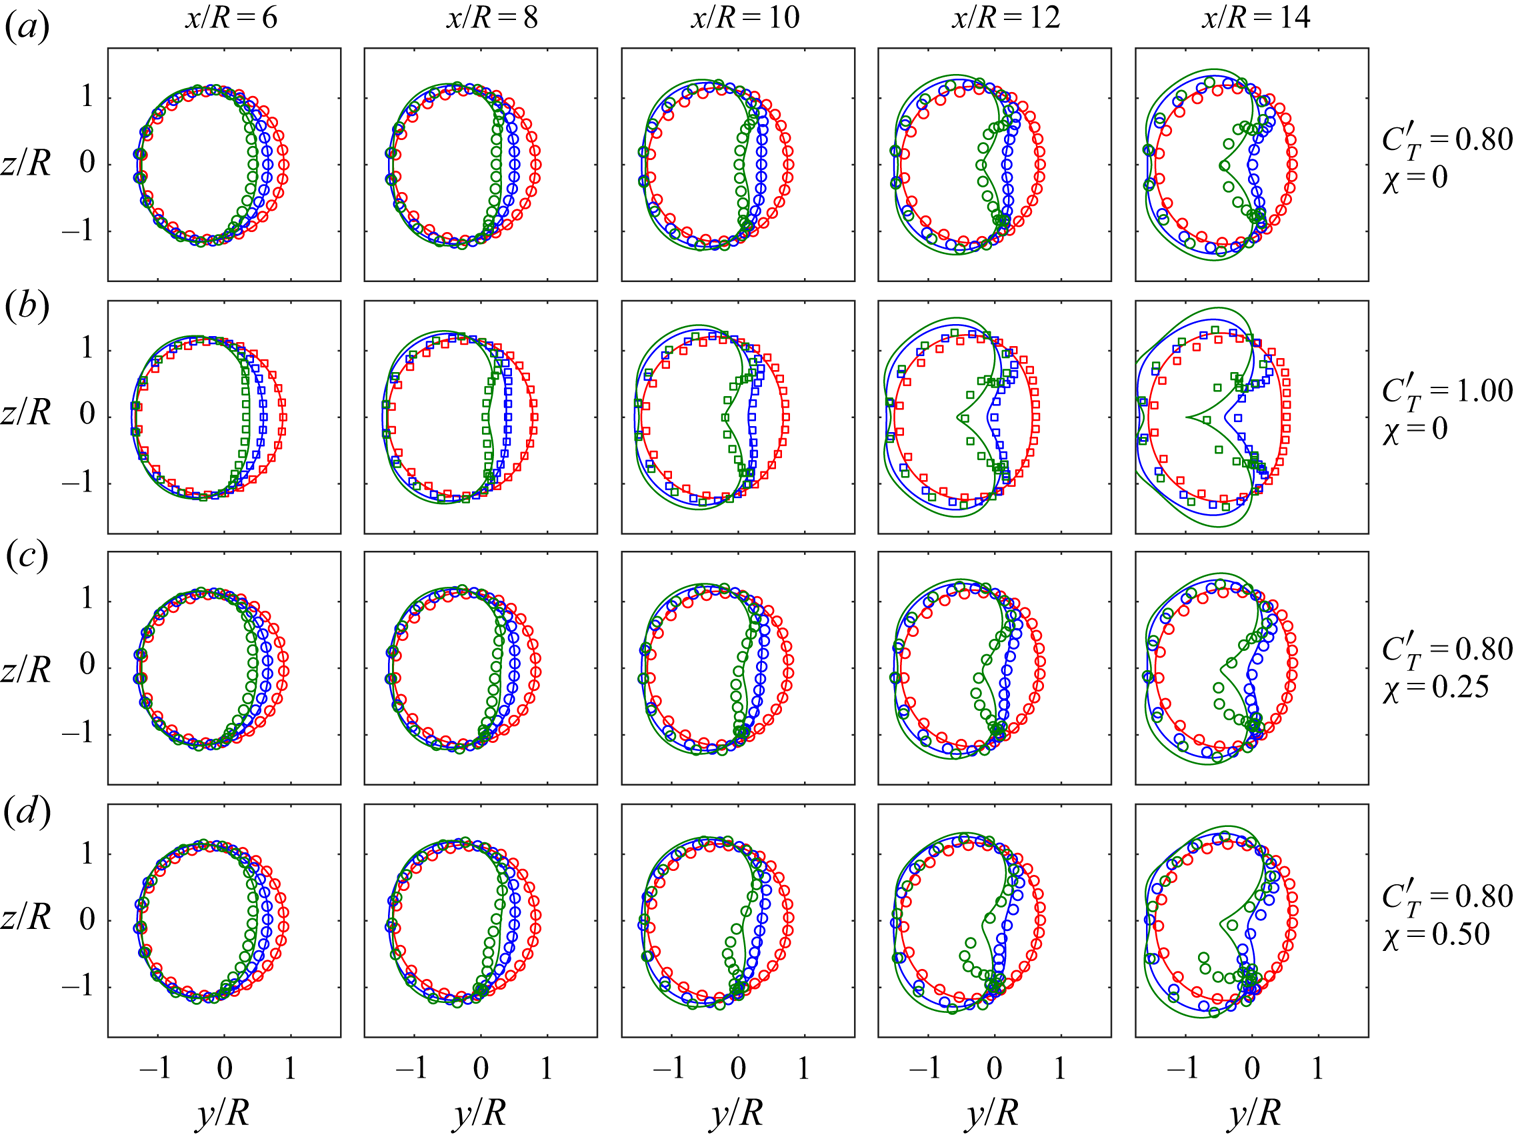 (a)
x/R = 6
x/R = 8
x/R = 10
x/R = 12
x/R = 14
1
z/R 0
−1
C′T = 0.80
χ = 0
(b)
1
z/R 0
−1
C′T = 1.00
χ = 0
(c)
1
z/R 0
−1
C′T = 0.80
χ = 0.25
(d)
1
z/R 0
−1
C′T = 0.80
χ = 0.50
−1 0 1 −1 0 1 −1 0 1 −1 0 1 −1 0 1
y/R y/R y/R y/R y/R